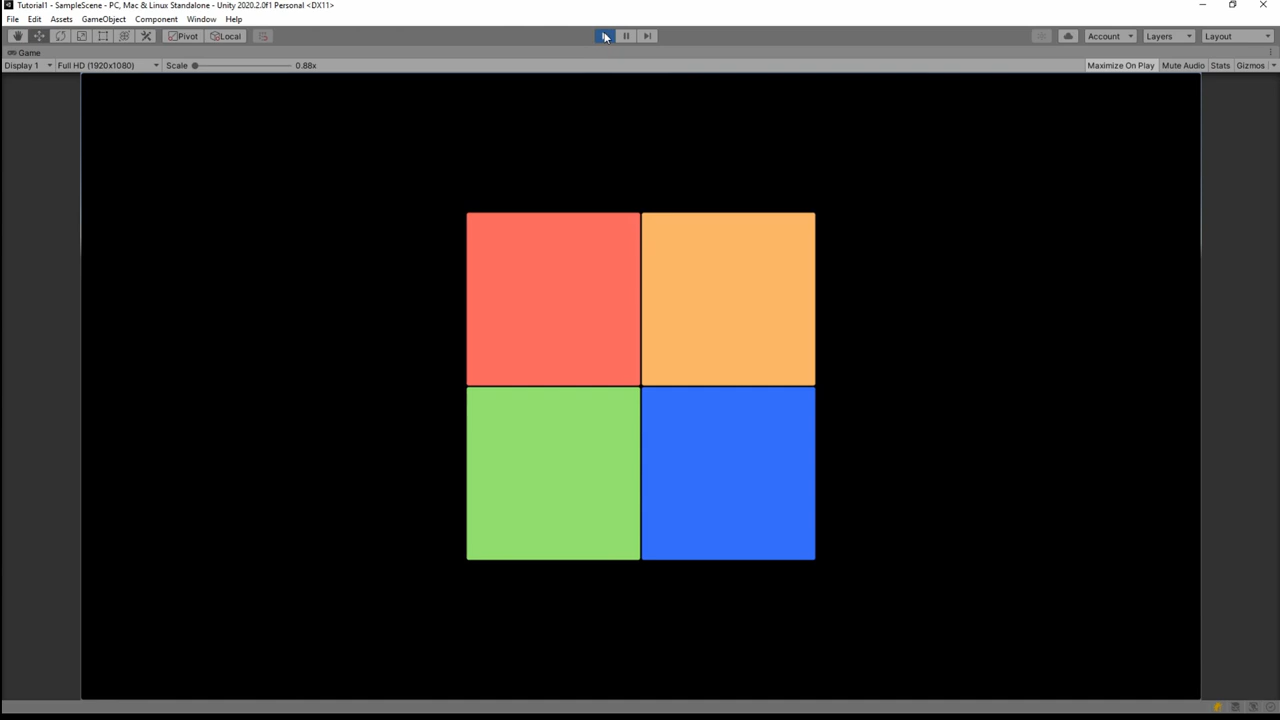 Tutorial1 - SampleScene - PC, Mac & Linux Standalone - Unity 2020.2.0f1 Personal <DX11>
File Edit Assets GameObject Component Window Help
Pivot Local Account Layers Layout
Game
Display 1 Full HD (1920x1080) Scale 0.88x Maximize On Play Mute Audio Stats Gizmos